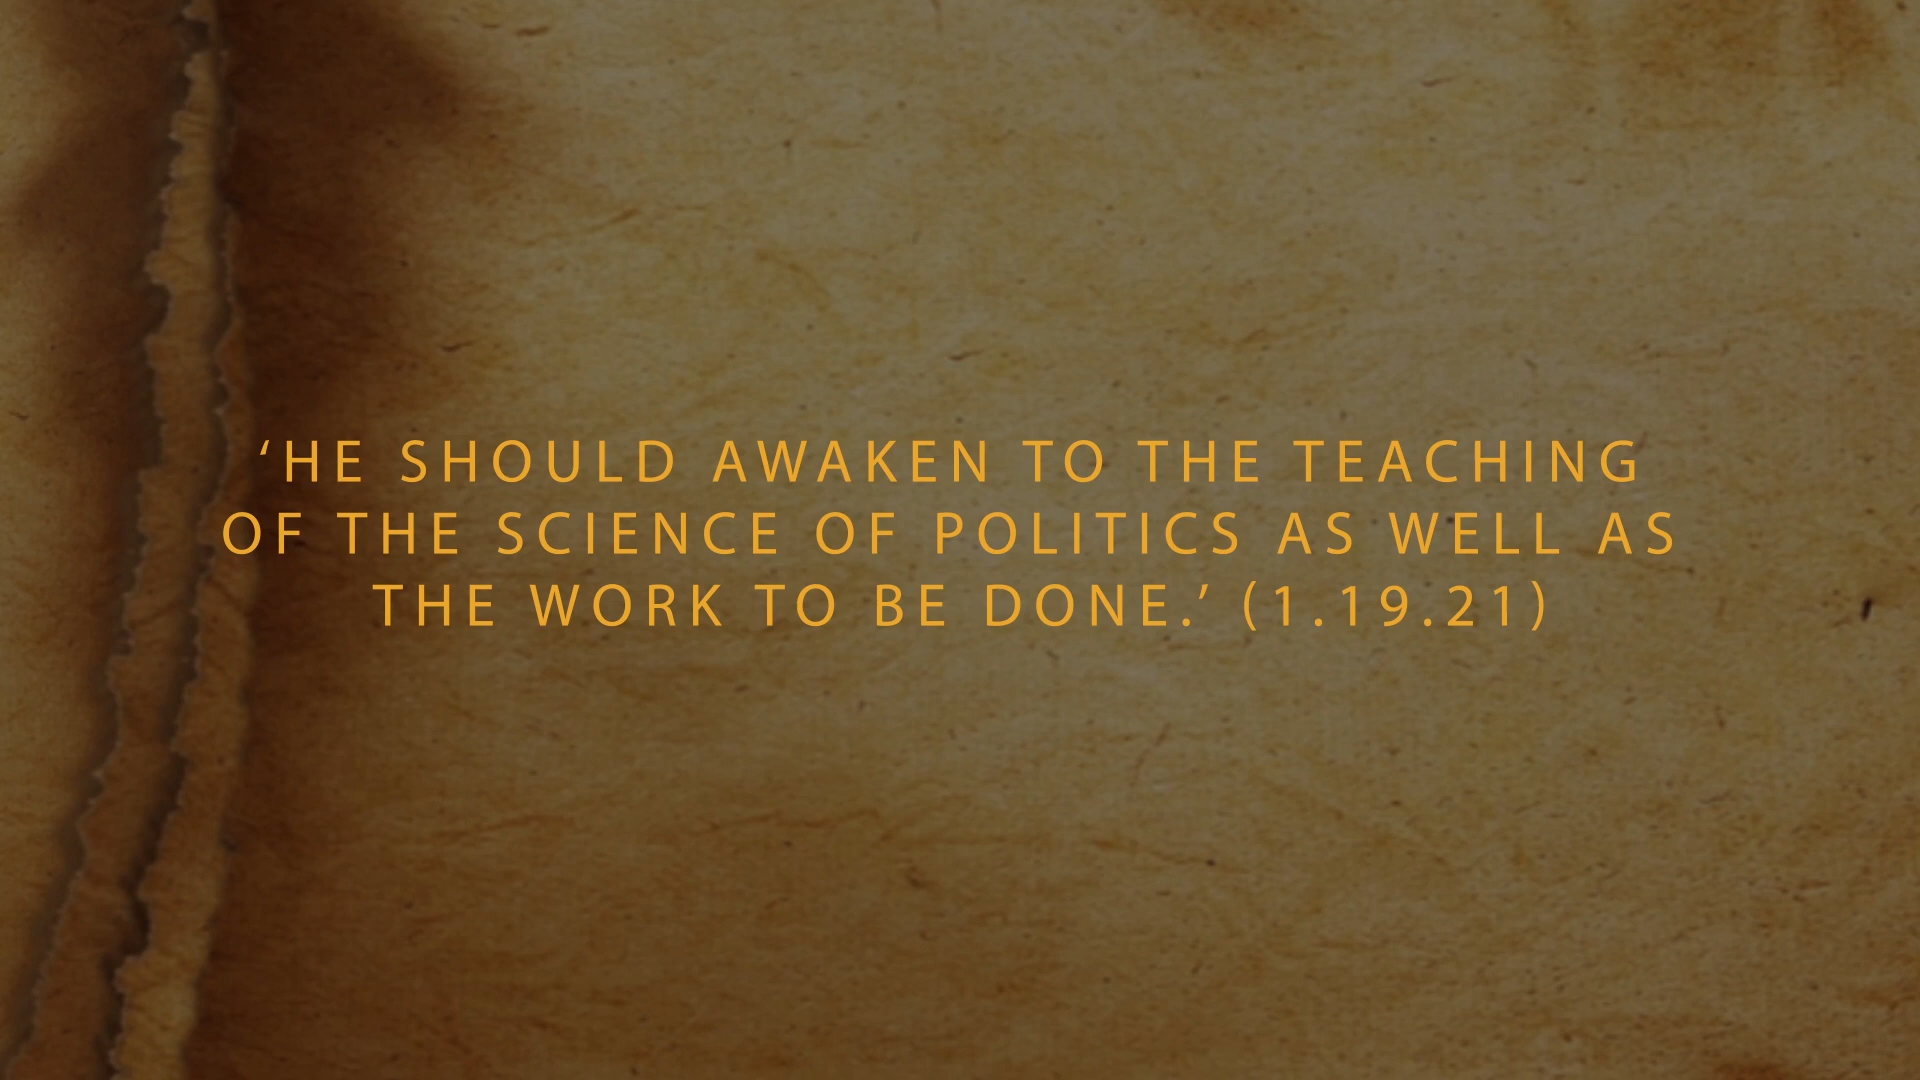 ‘HE SHOULD AWAKEN TO THE TEACHING
OF THE SCIENCE OF POLITICS AS WELL AS
THE WORK TO BE DONE.’ (1.19.21)